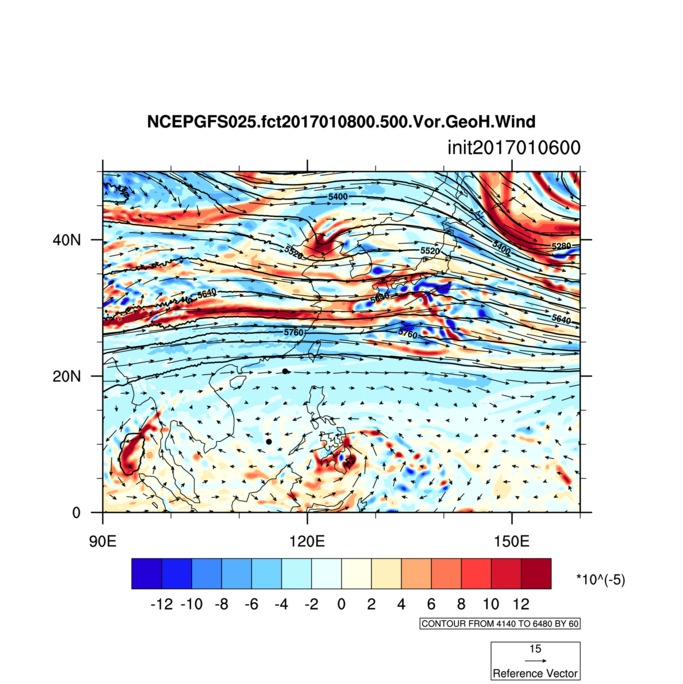 NCEPGFS025.fct2017010800.500.Vor.GeoH.Wind
init2017010600
5400
40N
5520
5520
5400
5280
5640
5640
5760
5760
20N
0
90E 120E 150E
-12 -10 -8 -6 -4 -2 0 2 4 6 8 10 12
*10^(-5)
CONTOUR FROM 4140 TO 6480 BY 60
15
Reference Vector